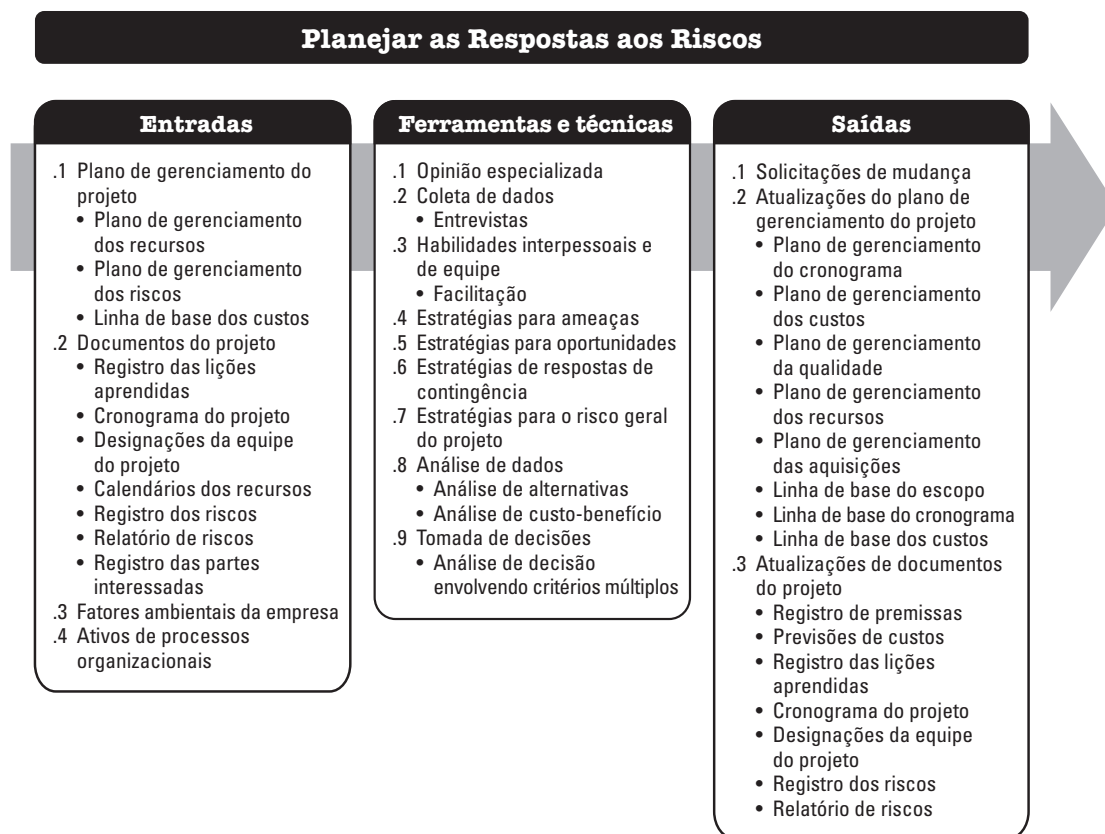 Planejar as Respostas aos Riscos
Entradas
.1 Plano de gerenciamento do
projeto
• Plano de gerenciamento
dos recursos
• Plano de gerenciamento
dos riscos
• Linha de base dos custos
.2 Documentos do projeto
• Registro das lições
aprendidas
• Cronograma do projeto
• Designações da equipe
do projeto
• Calendários dos recursos
• Registro dos riscos
• Relatório de riscos
• Registro das partes
interessadas
.3 Fatores ambientais da empresa
.4 Ativos de processos
organizacionais
Ferramentas e técnicas
.1 Opinião especializada
.2 Coleta de dados
• Entrevistas
.3 Habilidades interpessoais e
de equipe
• Facilitação
.4 Estratégias para ameaças
.5 Estratégias para oportunidades
.6 Estratégias de respostas de
contingência
.7 Estratégias para o risco geral
do projeto
.8 Análise de dados
• Análise de alternativas
• Análise de custo-benefício
.9 Tomada de decisões
• Análise de decisão
envolvendo critérios múltiplos
Saídas
.1 Solicitações de mudança
.2 Atualizações do plano de
gerenciamento do projeto
• Plano de gerenciamento
do cronograma
• Plano de gerenciamento
dos custos
• Plano de gerenciamento
da qualidade
• Plano de gerenciamento
dos recursos
• Plano de gerenciamento
das aquisições
• Linha de base do escopo
• Linha de base do cronograma
• Linha de base dos custos
.3 Atualizações de documentos
do projeto
• Registro de premissas
• Previsões de custos
• Registro das lições
aprendidas
• Cronograma do projeto
• Designações da equipe
do projeto
• Registro dos riscos
• Relatório de riscos